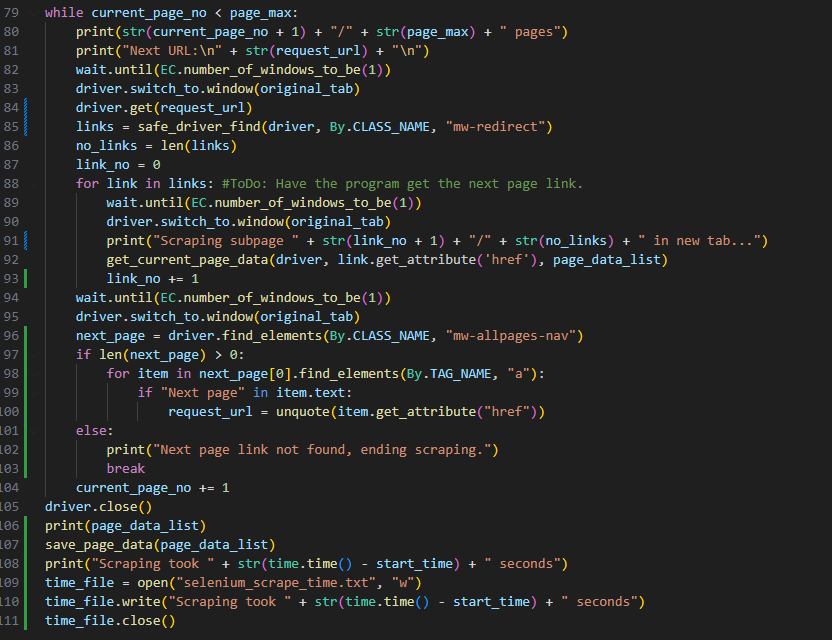 79 while current_page_no < page_max:
80 print(str(current_page_no + 1) + "/" + str(page_max) + " pages")
81 print("Next URL:\n" + str(request_url) + "\n")
82 wait.until(EC.number_of_windows_to_be(1))
83 driver.switch_to.window(original_tab)
84 driver.get(request_url)
85 links = safe_driver_find(driver, By.CLASS_NAME, "mw-redirect")
86 no_links = len(links)
87 link_no = 0
88 for link in links: #ToDo: Have the program get the next page link.
89 wait.until(EC.number_of_windows_to_be(1))
90 driver.switch_to.window(original_tab)
91 print("Scraping subpage " + str(link_no + 1) + "/" + str(no_links) + " in new tab...")
92 get_current_page_data(driver, link.get_attribute('href'), page_data_list)
93 link_no += 1
94 wait.until(EC.number_of_windows_to_be(1))
95 driver.switch_to.window(original_tab)
96 next_page = driver.find_elements(By.CLASS_NAME, "mw-allpages-nav")
97 if len(next_page) > 0:
98 for item in next_page[0].find_elements(By.TAG_NAME, "a"):
99 if "Next page" in item.text:
100 request_url = unquote(item.get_attribute("href"))
101 else:
102 print("Next page link not found, ending scraping.")
103 break
104 current_page_no += 1
105 driver.close()
106 print(page_data_list)
107 save_page_data(page_data_list)
108 print("Scraping took " + str(time.time() - start_time) + " seconds")
109 time_file = open("selenium_scrape_time.txt", "w")
110 time_file.write("Scraping took " + str(time.time() - start_time) + " seconds")
111 time_file.close()